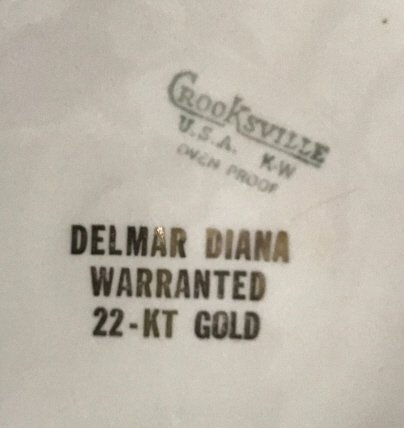 CROOKSVILLE
U.S.A. K-W
OVEN PROOF
DELMAR DIANA
WARRANTED
22-KT GOLD